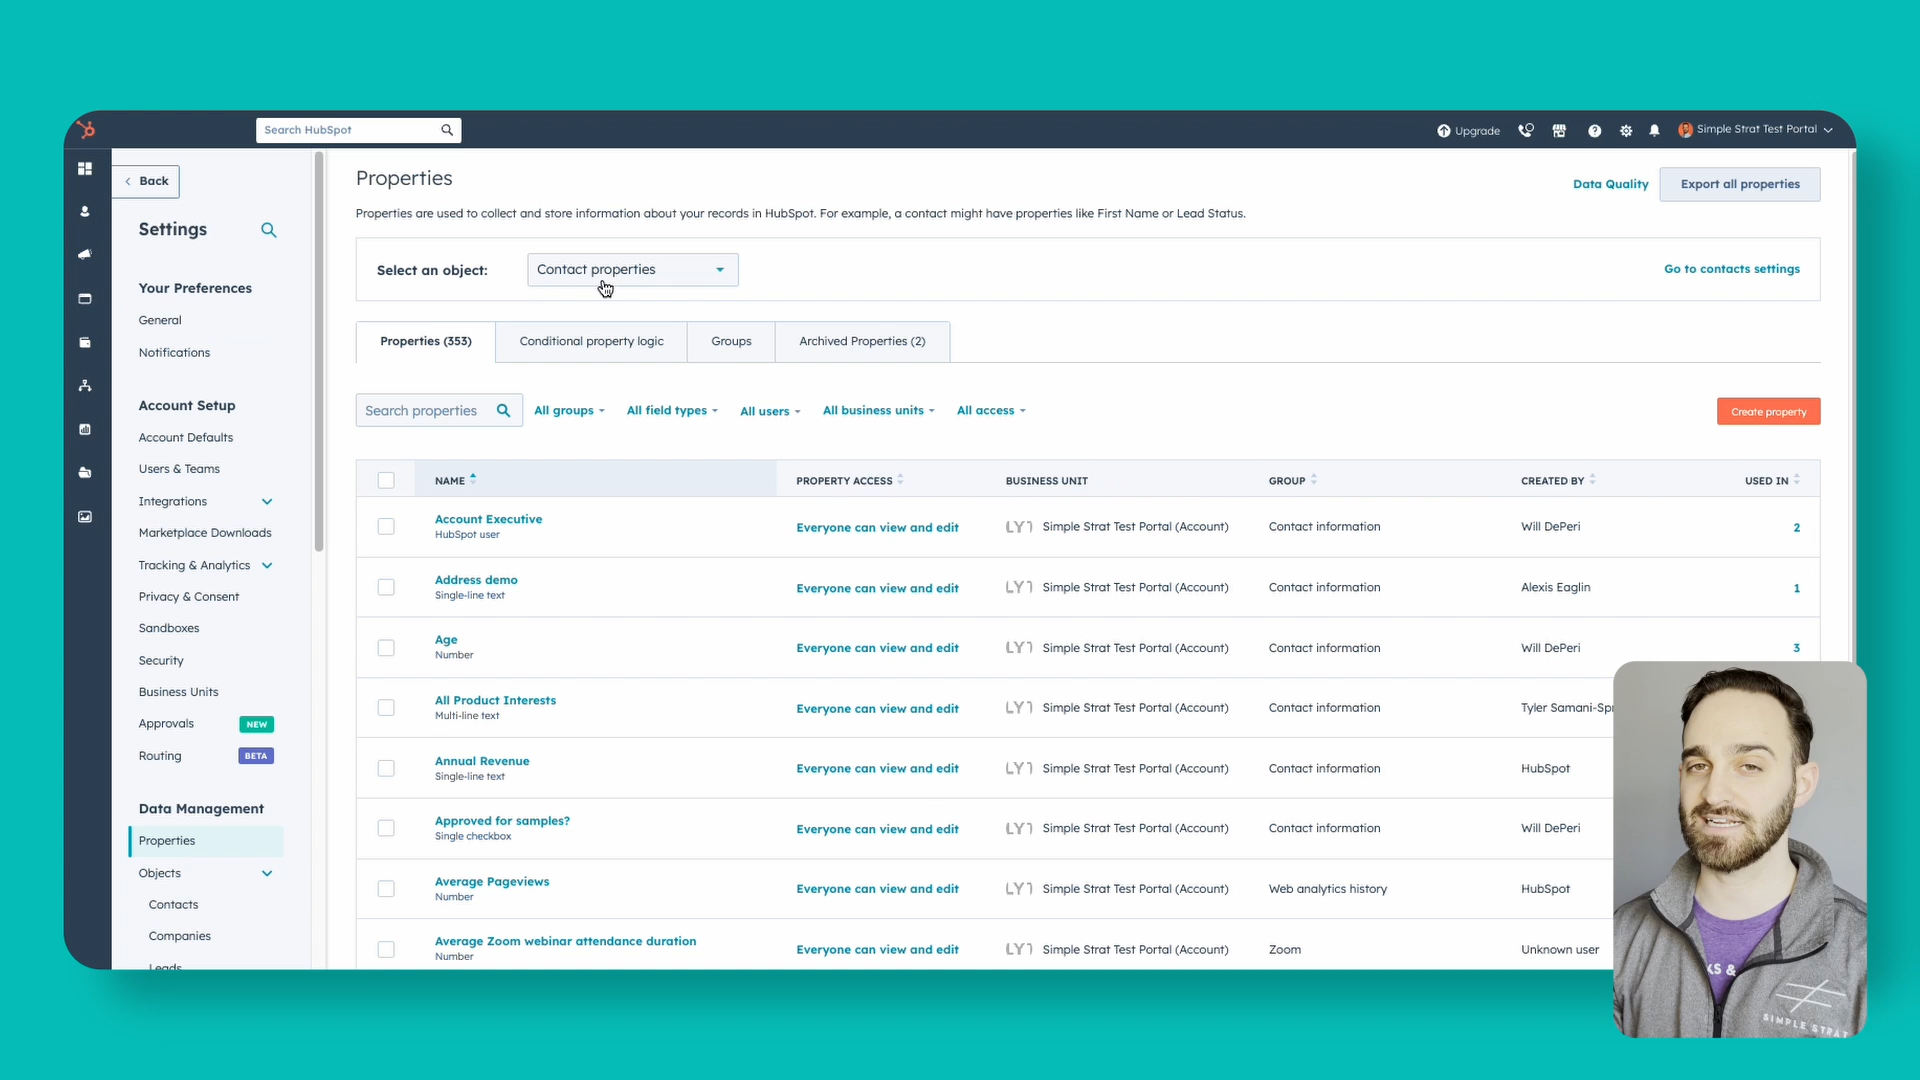 Search HubSpot
Upgrade
Simple Strat Test Portal
Back
Settings
Your Preferences
General
Notifications
Account Setup
Account Defaults
Users & Teams
Integrations
Marketplace Downloads
Tracking & Analytics
Privacy & Consent
Sandboxes
Security
Business Units
Approvals NEW
Routing BETA
Data Management
Properties
Objects
Contacts
Companies
Leads
Properties
Data Quality
Export all properties
Properties are used to collect and store information about your records in HubSpot. For example, a contact might have properties like First Name or Lead Status.
Select an object: Contact properties
Go to contacts settings
Properties (353) Conditional property logic Groups Archived Properties (2)
Search properties All groups All field types All users All business units All access
Create property
NAME PROPERTY ACCESS BUSINESS UNIT GROUP CREATED BY USED IN
Account Executive
HubSpot user
Everyone can view and edit Simple Strat Test Portal (Account) Contact information Will DePeri 2
Address demo
Single-line text
Everyone can view and edit Simple Strat Test Portal (Account) Contact information Alexis Eaglin 1
Age
Number
Everyone can view and edit Simple Strat Test Portal (Account) Contact information Will DePeri 3
All Product Interests
Multi-line text
Everyone can view and edit Simple Strat Test Portal (Account) Contact information Tyler Samani-Spr
Annual Revenue
Single-line text
Everyone can view and edit Simple Strat Test Portal (Account) Contact information HubSpot
Approved for samples?
Single checkbox
Everyone can view and edit Simple Strat Test Portal (Account) Contact information Will DePeri
Average Pageviews
Number
Everyone can view and edit Simple Strat Test Portal (Account) Web analytics history HubSpot
Average Zoom webinar attendance duration
Number
Everyone can view and edit Simple Strat Test Portal (Account) Zoom Unknown user
KS &
SIMPLE STRAT